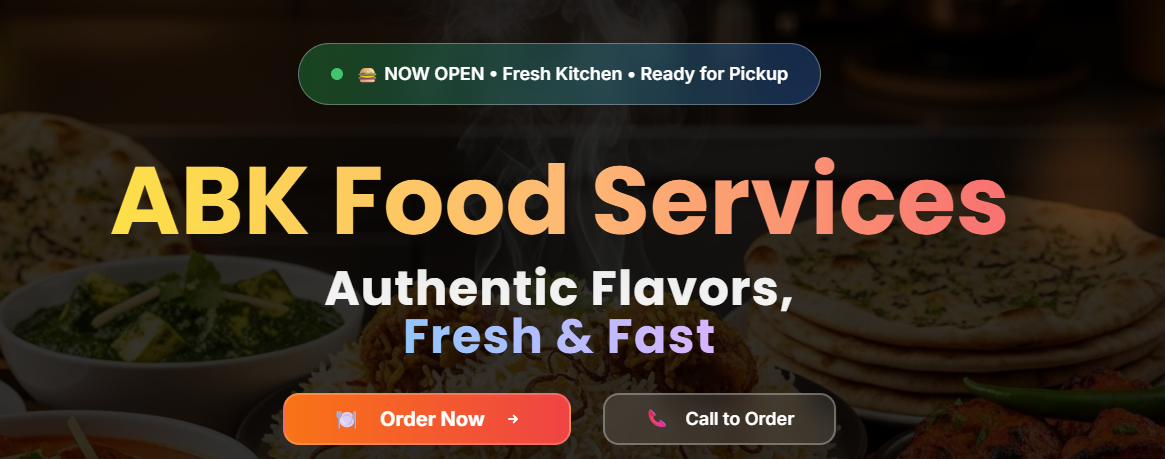 NOW OPEN • Fresh Kitchen • Ready for Pickup
ABK Food Services
Authentic Flavors,
Fresh & Fast
Order Now →
Call to Order